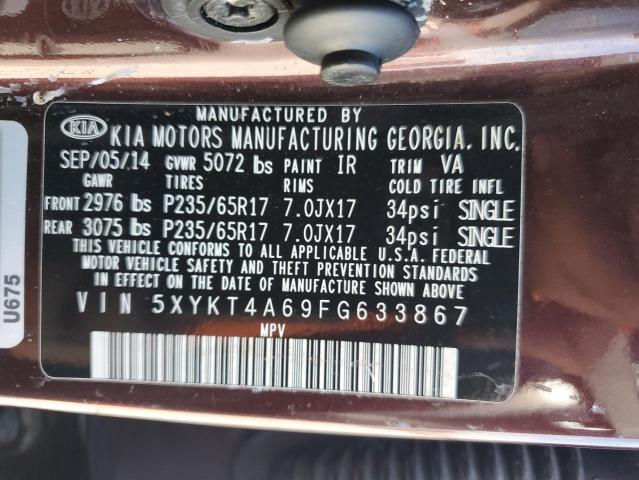 MANUFACTURED BY
KIA KIA MOTORS MANUFACTURING GEORGIA, INC.
SEP/05/14 GVWR 5072 lbs PAINT IR TRIM VA
GAWR TIRES RIMS COLD TIRE INFL
FRONT 2976 lbs P235/65R17 7.0JX17 34psi SINGLE
REAR 3075 lbs P235/65R17 7.0JX17 34psi SINGLE
THIS VEHICLE CONFORMS TO ALL APPLICABLE U.S.A. FEDERAL
MOTOR VEHICLE SAFETY AND THEFT PREVENTION STANDARDS
IN EFFECT ON THE DATE OF MANUFACTURE SHOWN ABOVE.
VIN 5XYKT4A69FG633867
MPV
U675